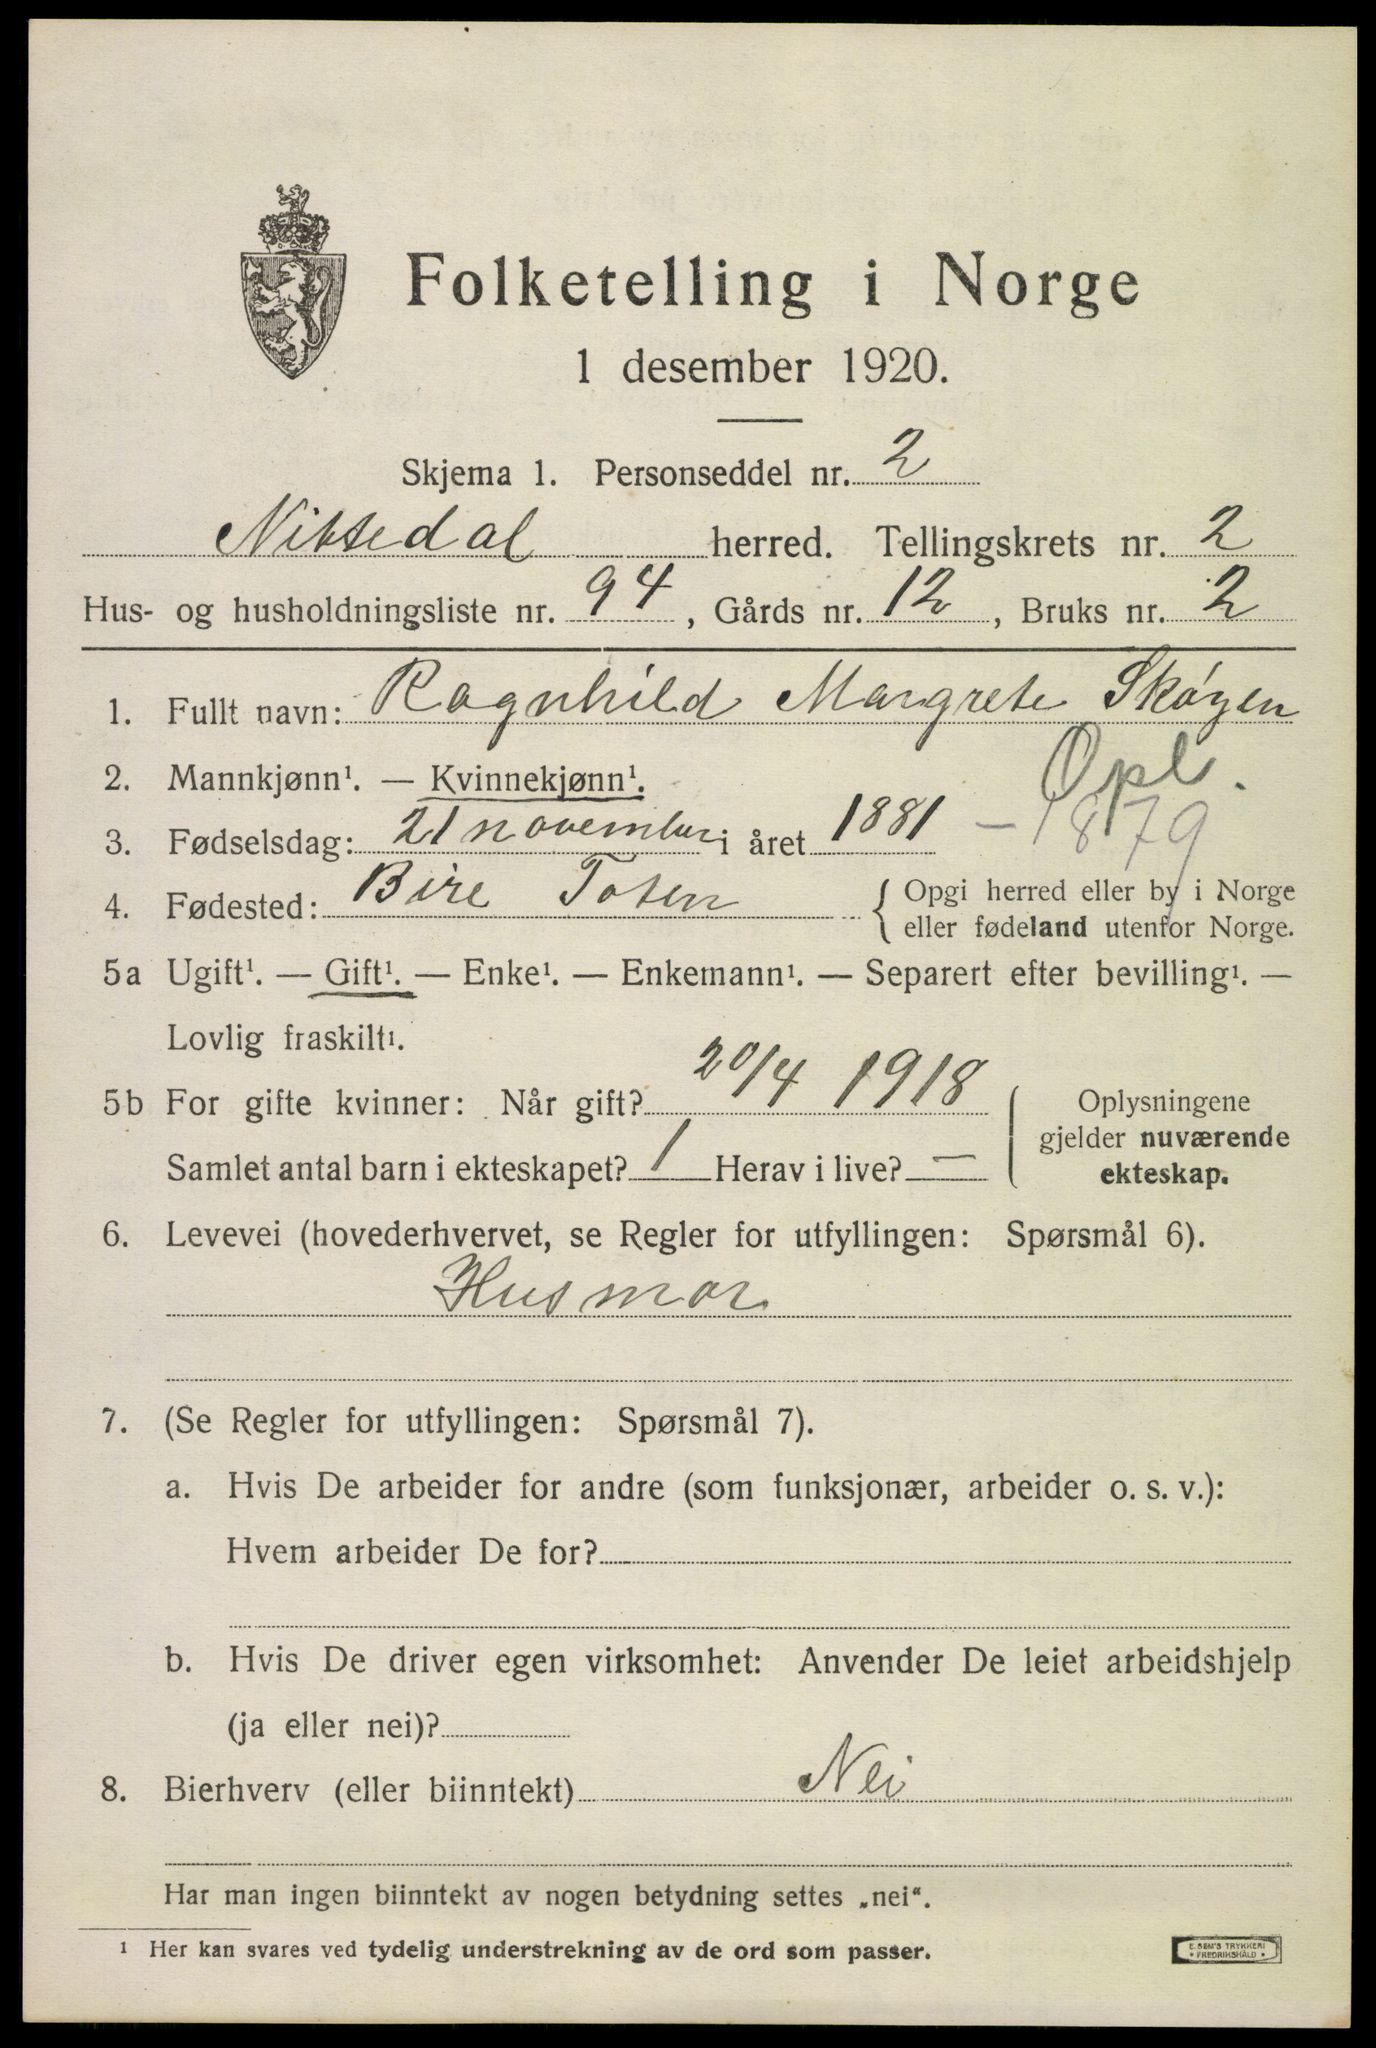 Folketelling i Norge
1 desember 1920.
Skjema 1. Personseddel nr. 2
Nittedal herred. Tellingskrets nr. 2
Hus- og husholdningsliste nr. 94, Gårds nr. 12, Bruks nr. 2
1. Fullt navn: Ragnhild Margrete Skøyen
Opl.
2. Mannkjønn¹. — Kvinnekjønn¹.
3. Fødselsdag: 21 november i året 1881 – 1879
4. Fødested: Bire Toten { Opgi herred eller by i Norge
eller fødeland utenfor Norge.
5a Ugift¹. — Gift¹. — Enke¹. — Enkemann¹. — Separert efter bevilling¹. —
Lovlig fraskilt¹.
5b For gifte kvinner: Når gift? 20/4 1918
Samlet antal barn i ekteskapet? 1 Herav i live? —
Oplysningene
gjelder nuværende
ekteskap.
6. Levevei (hovederhvervet, se Regler for utfyllingen: Spørsmål 6).
Husmor
7. (Se Regler for utfyllingen: Spørsmål 7).
a. Hvis De arbeider for andre (som funksjonær, arbeider o. s. v.):
Hvem arbeider De for?
b. Hvis De driver egen virksomhet: Anvender De leiet arbeidshjelp
(ja eller nei)?
8. Bierhverv (eller biinntekt) Nei
Har man ingen biinntekt av nogen betydning settes „nei“.
¹ Her kan svares ved tydelig understrekning av de ord som passer.
E. SEM'S TRYKKERI
• FREDRIKSHALD •